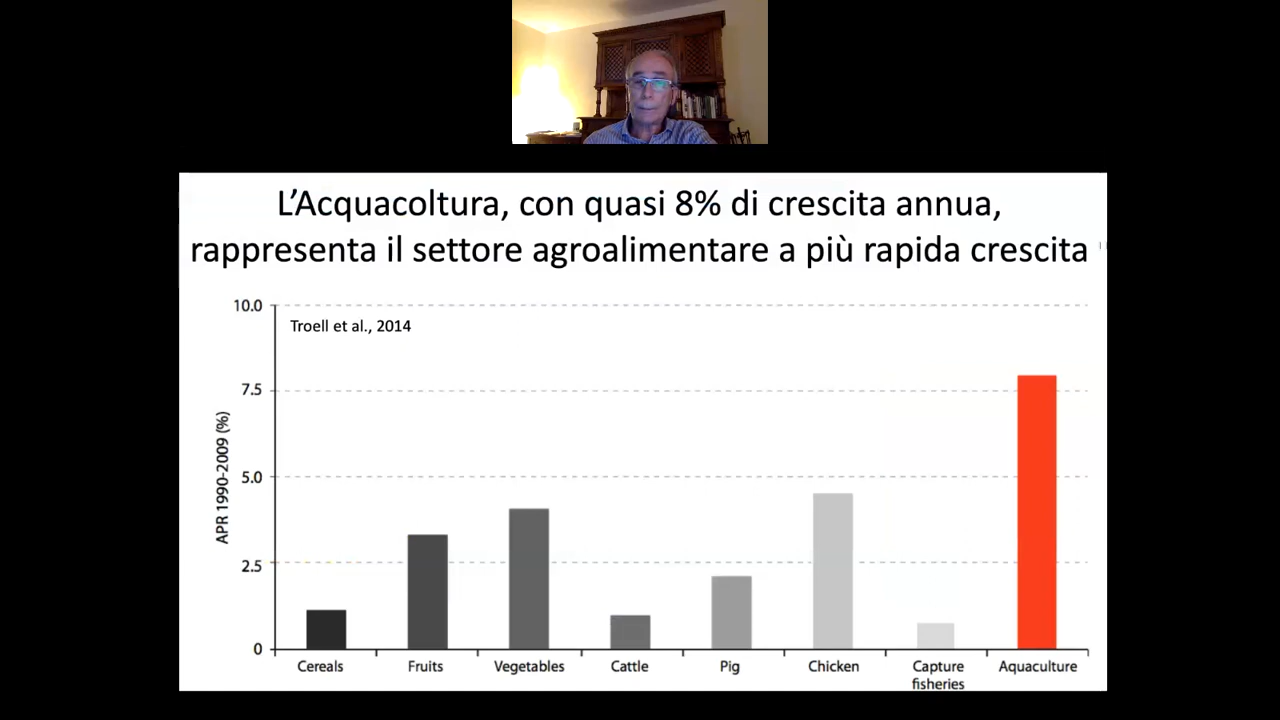 L’Acquacoltura, con quasi 8% di crescita annua,
rappresenta il settore agroalimentare a più rapida crescita
10.0
Troell et al., 2014
7.5
5.0
2.5
0
APR 1990-2009 (%)
Cereals
Fruits
Vegetables
Cattle
Pig
Chicken
Capture
fisheries
Aquaculture